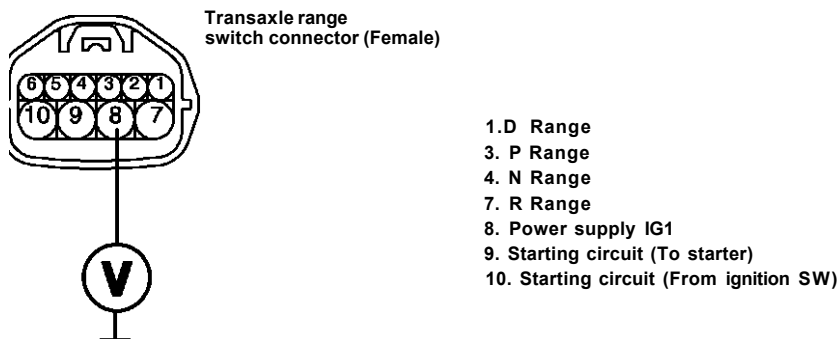 Transaxle range
switch connector (Female)
6 5 4 3 2 1
10 9 8 7
1.D Range
3. P Range
4. N Range
7. R Range
8. Power supply IG1
9. Starting circuit (To starter)
10. Starting circuit (From ignition SW)
V